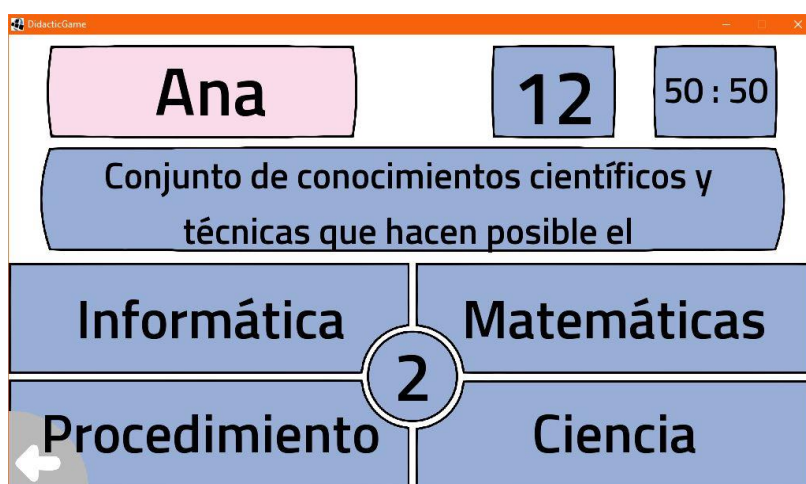 DidacticGame
Ana
12
50 : 50
Conjunto de conocimientos científicos y
técnicas que hacen posible el
Informática
Matemáticas
2
Procedimiento
Ciencia